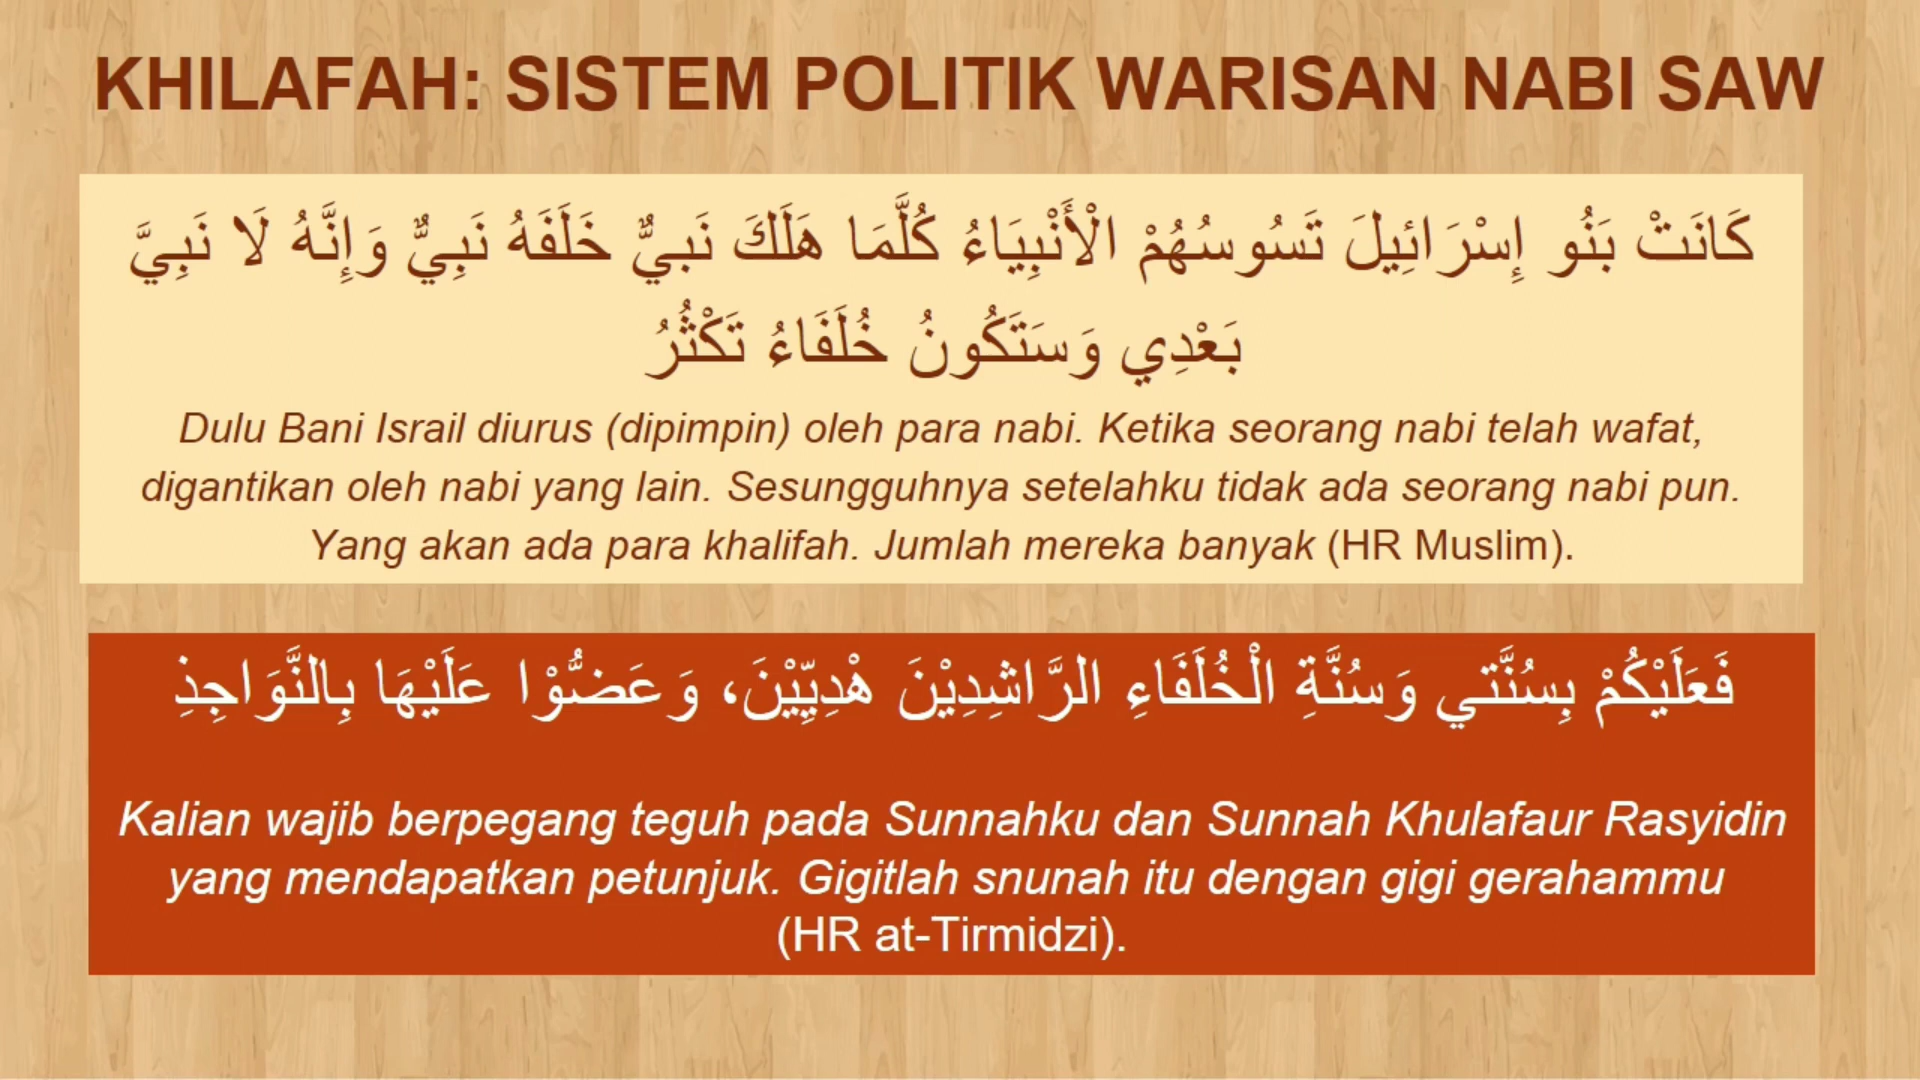 KHILAFAH: SISTEM POLITIK WARISAN NABI SAW
كَانَتْ بَنُو إِسْرَائِيلَ تَسُوسُهُمْ الْأَنْبِيَاءُ كُلَّمَا هَلَكَ نَبيٌّ خَلَفَهُ نَبِيٌّ وَإِنَّهُ لَا نَبِيَّ
بَعْدِي وَسَتَكُونُ خُلَفَاءُ تَكْثُرُ
Dulu Bani Israil diurus (dipimpin) oleh para nabi. Ketika seorang nabi telah wafat,
digantikan oleh nabi yang lain. Sesungguhnya setelahku tidak ada seorang nabi pun.
Yang akan ada para khalifah. Jumlah mereka banyak (HR Muslim).
فَعَلَيْكُمْ بِسُنَّتي وَسُنَّةِ الْخُلَفَاءِ الرَّاشِدِيْنَ هْدِيِّيْنَ، وَعَضُّوْا عَلَيْهَا بِالنَّوَاجِذِ
Kalian wajib berpegang teguh pada Sunnahku dan Sunnah Khulafaur Rasyidin
yang mendapatkan petunjuk. Gigitlah snunah itu dengan gigi gerahammu
(HR at-Tirmidzi).